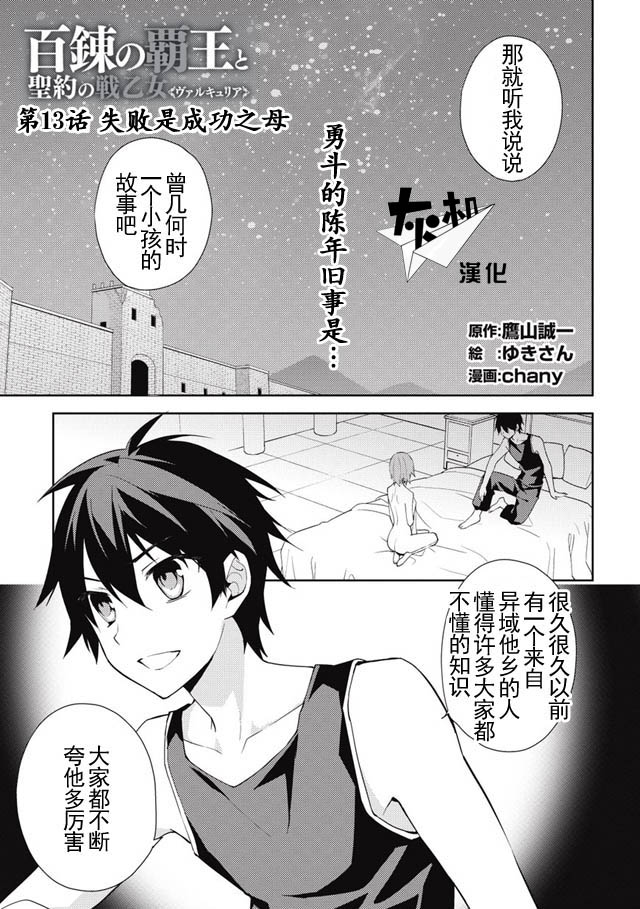 百錬の覇王と
聖約の戦乙女《ヴァルキュリア》
第13话 失败是成功之母
那就听我说说
曾几何时
一个小孩的
故事吧
勇斗的陈年旧事是…
灰机
漢化
原作:鷹山誠一
絵:ゆきさん
漫画:chany
很久很久以前
有一个来自
异域他乡的人
懂得许多大家都
不懂的知识
大家都不断
夸他多厉害